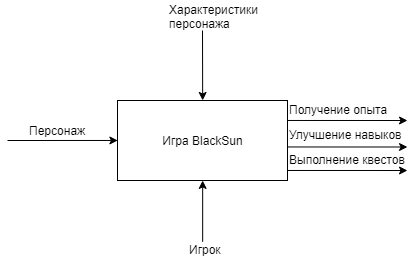 Характеристики
персонажа
Получение опыта
Персонаж
Игра BlackSun
Улучшение навыков
Выполнение квестов
Игрок